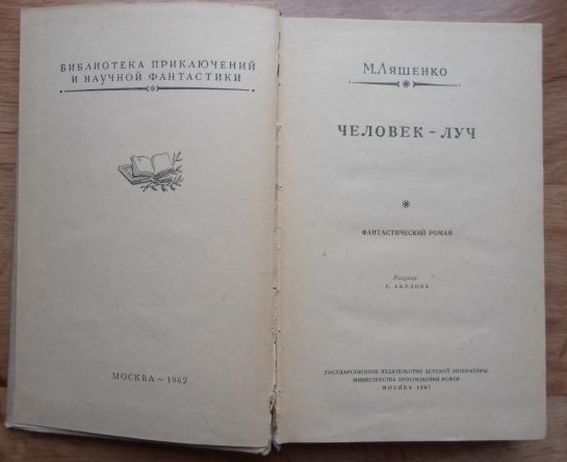 БИБЛИОТЕКА ПРИКЛЮЧЕНИЙ
И НАУЧНОЙ ФАНТАСТИКИ
МОСКВА ~ 1962
М. ЛЯШЕНКО
ЧЕЛОВЕК - ЛУЧ
ФАНТАСТИЧЕСКИЙ РОМАН
Рисунки
ГОСУДАРСТВЕННОЕ ИЗДАТЕЛЬСТВО ДЕТСКОЙ ЛИТЕРАТУРЫ
МИНИСТЕРСТВА ПРОСВЕЩЕНИЯ РСФСР
МОСКВА 1962